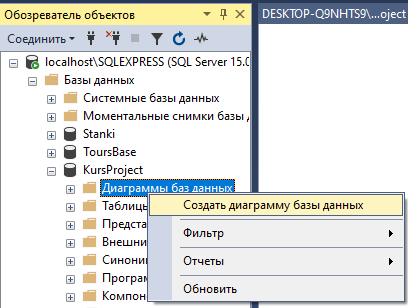 Обозреватель объектов
DESKTOP-Q9NHTS9\...oject
Соединить
localhost\SQLEXPRESS (SQL Server 15.0
Базы данных
Системные базы данных
Моментальные снимки базы
Stanki
ToursBase
KursProject
Диаграммы баз данных
Создать диаграмму базы данных
Таблицы
Предста
Фильтр
Внешни
Синони
Отчеты
Програм
Компон
Обновить